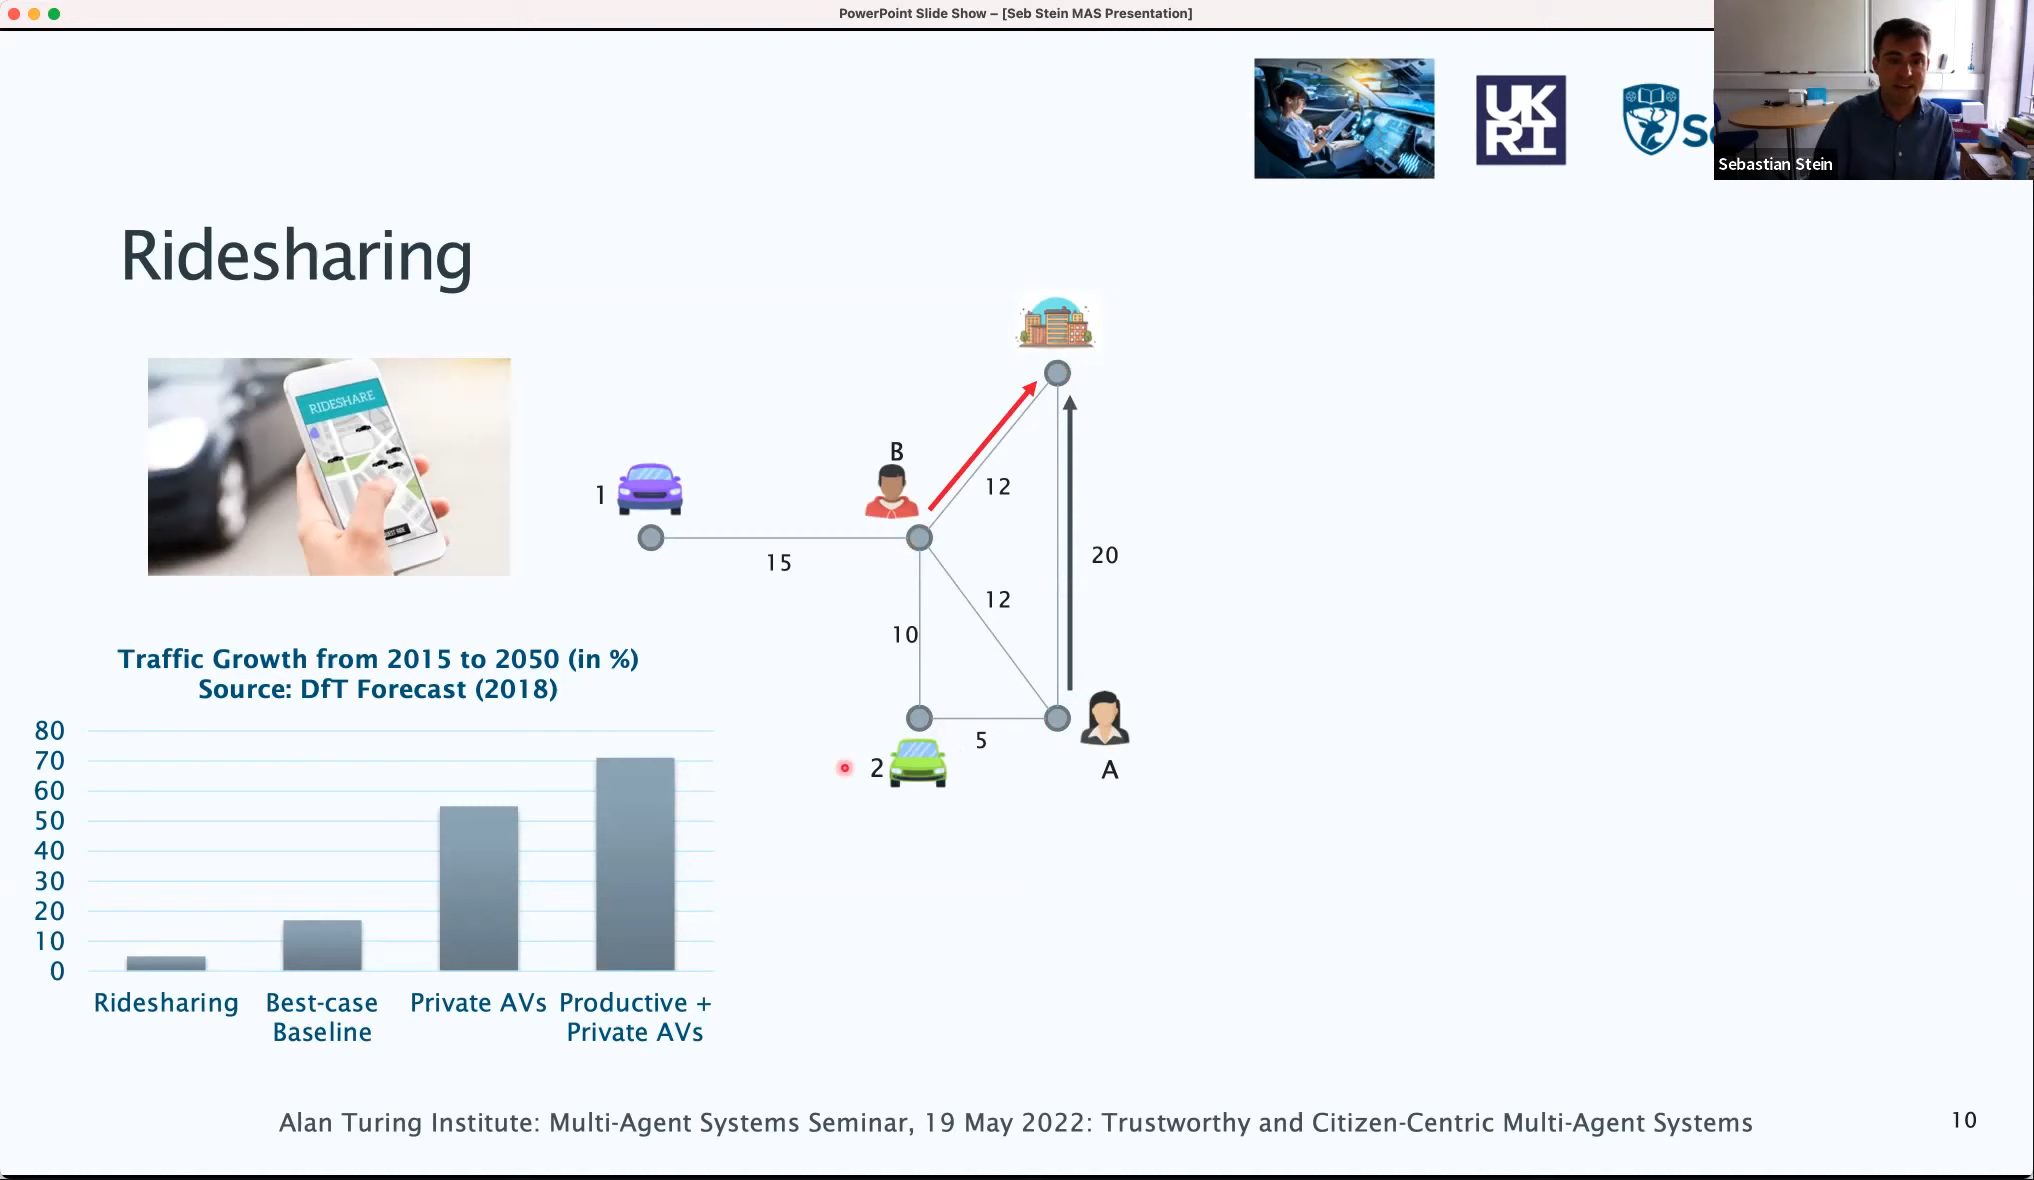 PowerPoint Slide Show – [Seb Stein MAS Presentation]
UK
RI
Sebastian Stein
Ridesharing
RIDESHARE
B
1
12
15
20
12
10
5
2
A
Traffic Growth from 2015 to 2050 (in %)
Source: DfT Forecast (2018)
80
70
60
50
40
30
20
10
0
Ridesharing
Best-case
Baseline
Private AVs
Productive +
Private AVs
Alan Turing Institute: Multi-Agent Systems Seminar, 19 May 2022: Trustworthy and Citizen-Centric Multi-Agent Systems
10